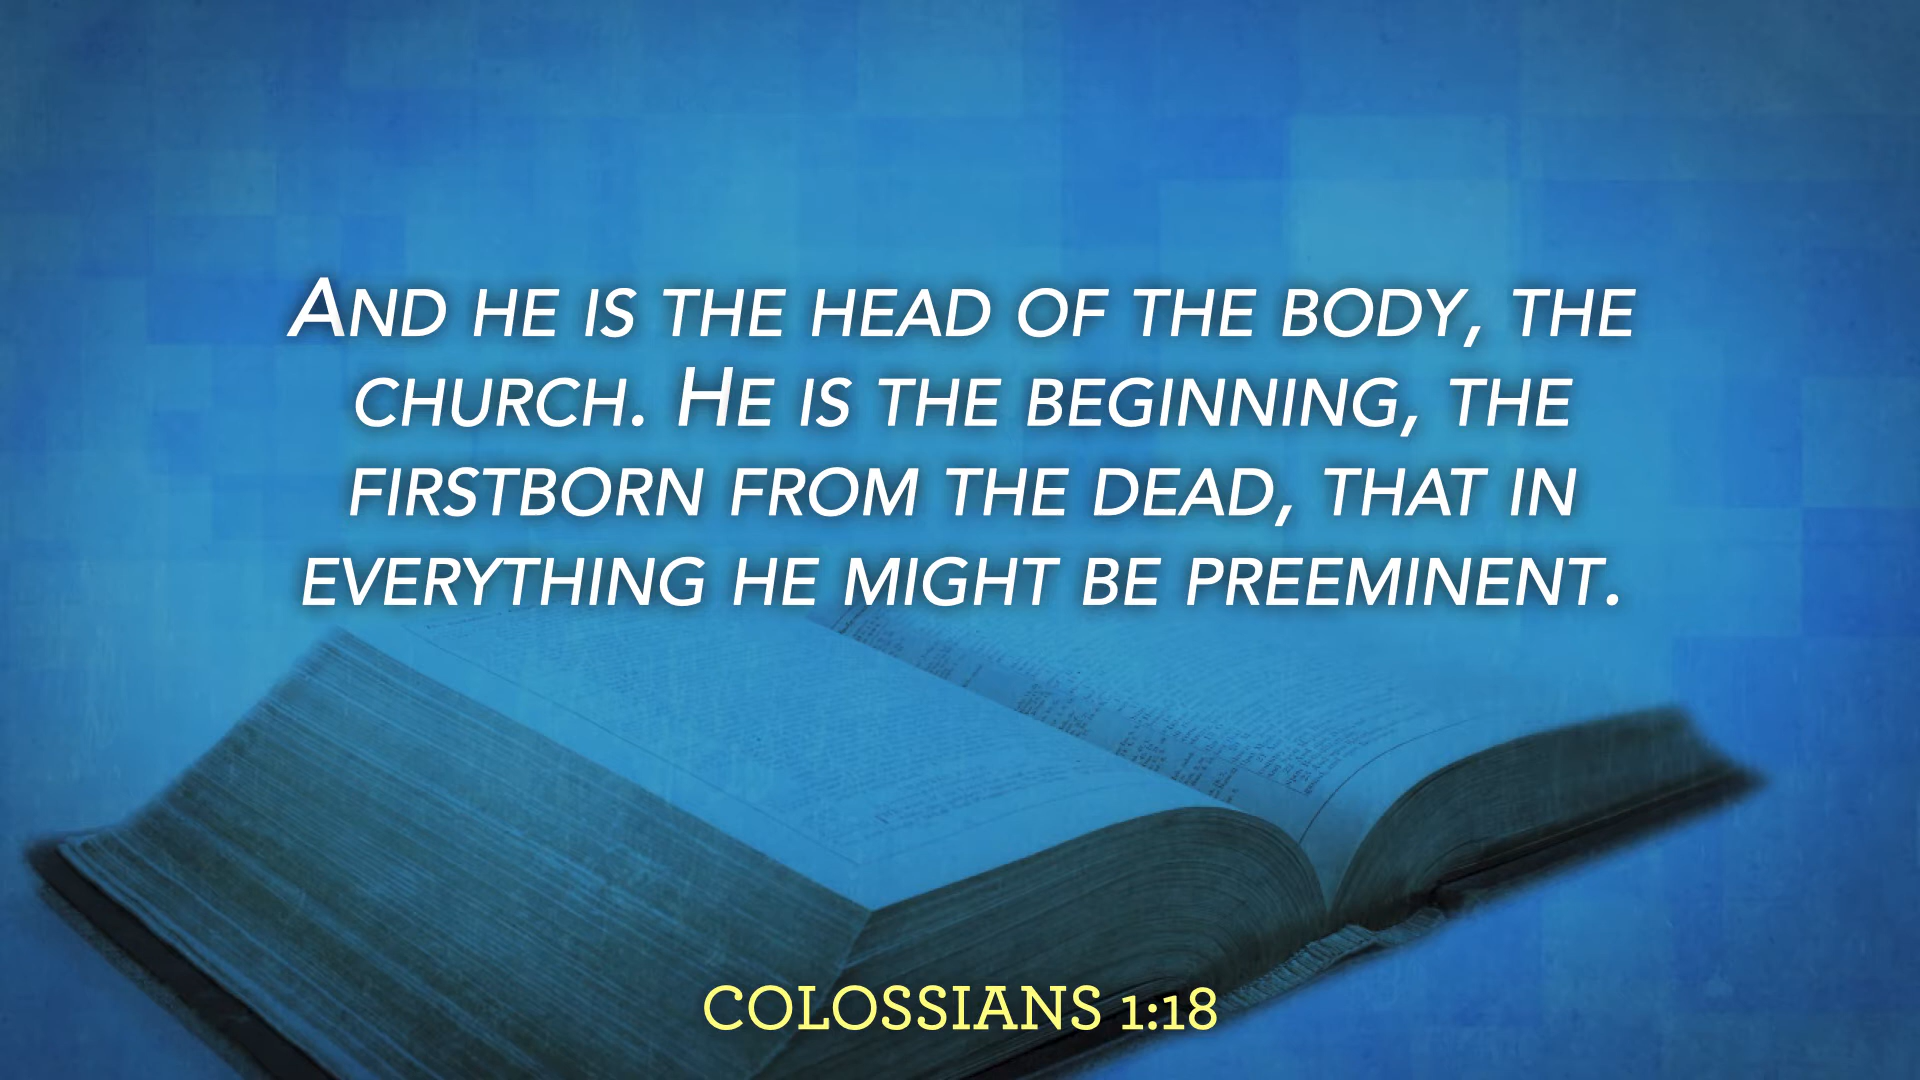 And he is the head of the body, the
church. He is the beginning, the
firstborn from the dead, that in
everything he might be preeminent.
COLOSSIANS 1:18